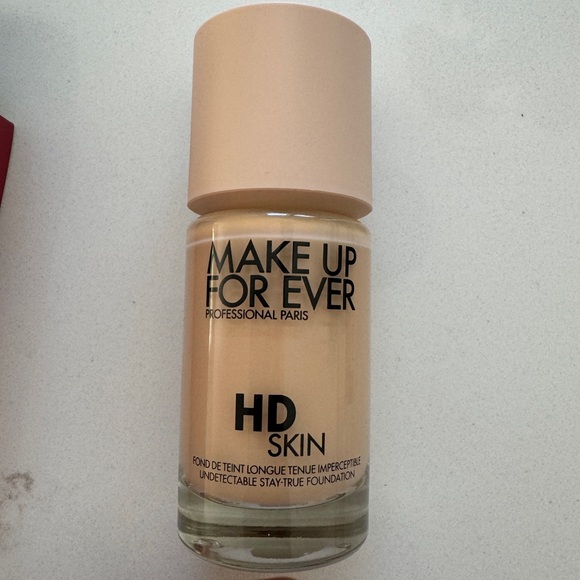 MAKE UP
FOR EVER
PROFESSIONAL PARIS
HD
SKIN
FOND DE TEINT LONGUE TENUE IMPERCEPTIBLE
UNDETECTABLE STAY-TRUE FOUNDATION